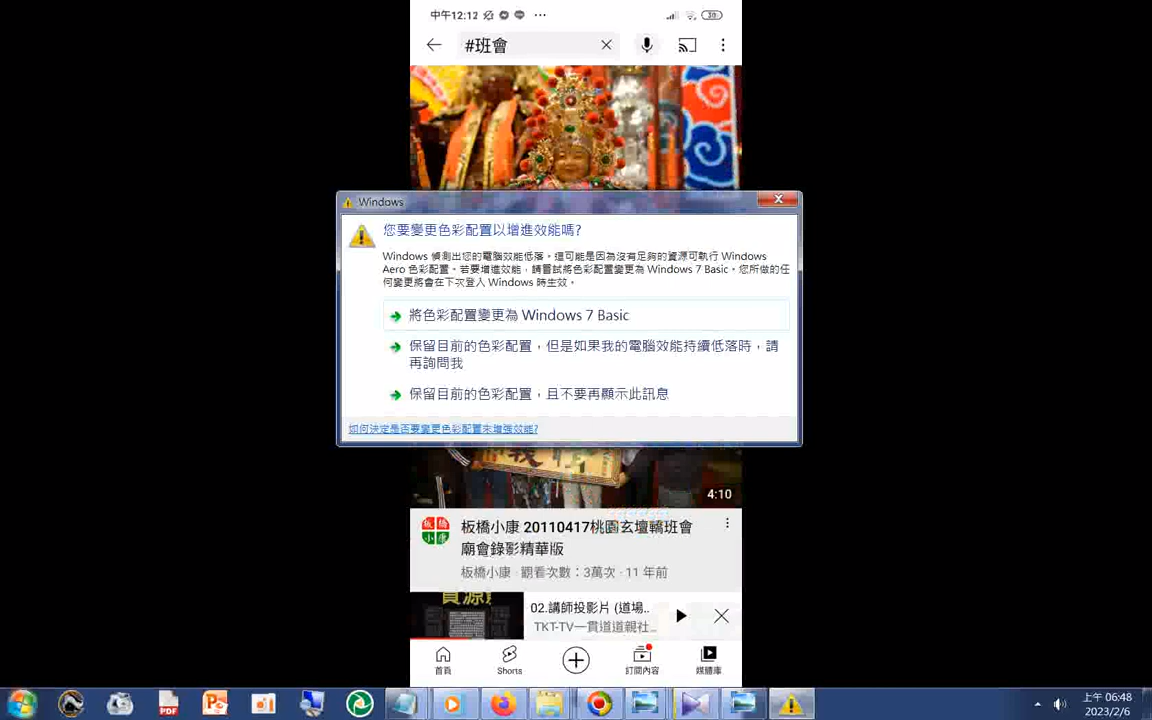 中午12:12
30
#班會
Windows
您要變更色彩配置以增進效能嗎?
Windows 偵測出您的電腦效能低落。這可能是因為沒有足夠的資源可執行 Windows
Aero 色彩配置。若要增進效能，請嘗試將色彩配置變更為 Windows 7 Basic。您所做的任
何變更將會在下次登入 Windows 時生效。
將色彩配置變更為 Windows 7 Basic
保留目前的色彩配置，但是如果我的電腦效能持續低落時，請
再詢問我
保留目前的色彩配置，且不要再顯示此訊息
如何決定是否要變更色彩配置來增強效能?
4:10
板橋小康
板橋小康 20110417桃園玄壇轎班會
廟會錄影精華版
板橋小康 · 觀看次數：3萬次 · 11 年前
02.講師投影片 (道場..
TKT-TV一貫道道親社...
首頁
Shorts
訂閱內容
媒體庫
PDF
上午 06:48
2023/2/6